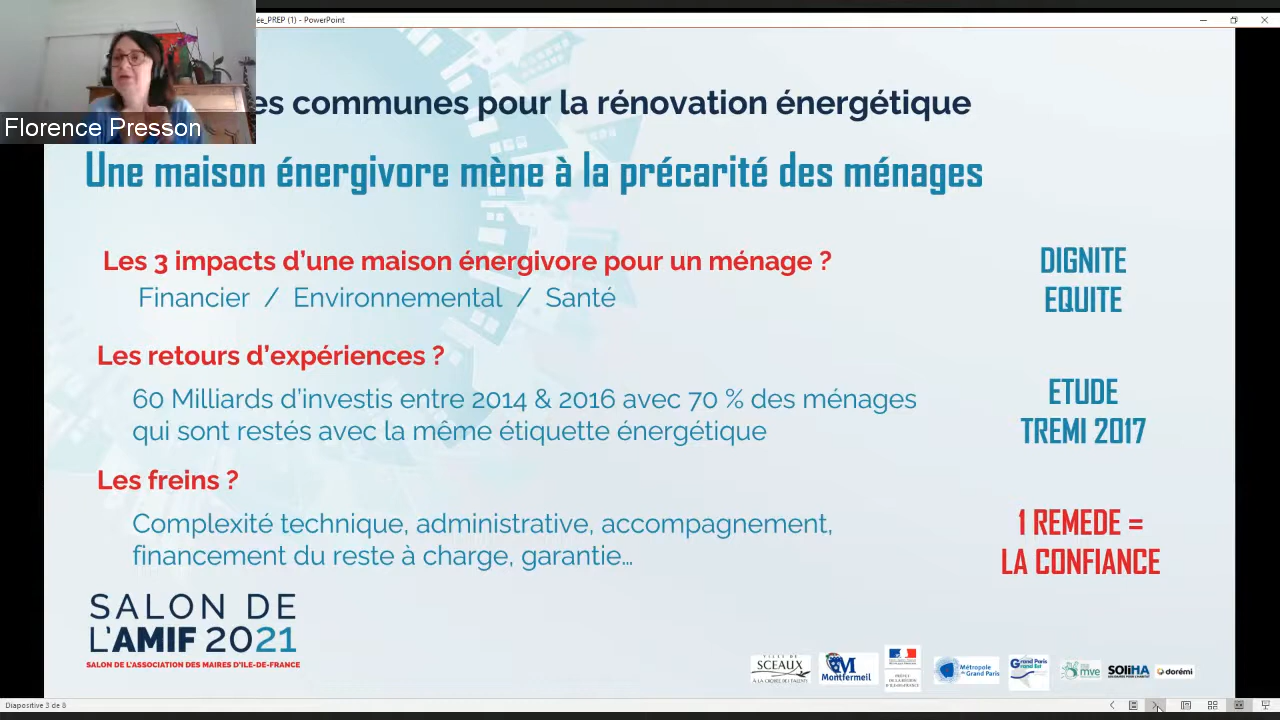 ée_PREP (1) - PowerPoint
Florence Presson
es communes pour la rénovation énergétique
Une maison énergivore mène à la précarité des ménages
Les 3 impacts d'une maison énergivore pour un ménage ?
Financier / Environnemental / Santé
DIGNITE
EQUITE
Les retours d'expériences ?
60 Milliards d'investis entre 2014 & 2016 avec 70 % des ménages
qui sont restés avec la même étiquette énergétique
ETUDE
TREMI 2017
Les freins ?
Complexité technique, administrative, accompagnement,
financement du reste à charge, garantie...
1 REMEDE =
LA CONFIANCE
SALON DE
L'AMIF 2021
SALON DE L'ASSOCIATION DES MAIRES D'ILE-DE-FRANCE
VILLE DE
SCEAUX
Montfermeil
Métropole
du Grand Paris
Grand Paris
Grand Est
mve
SOLiHA
dorémi
Diapositive 3 de 8